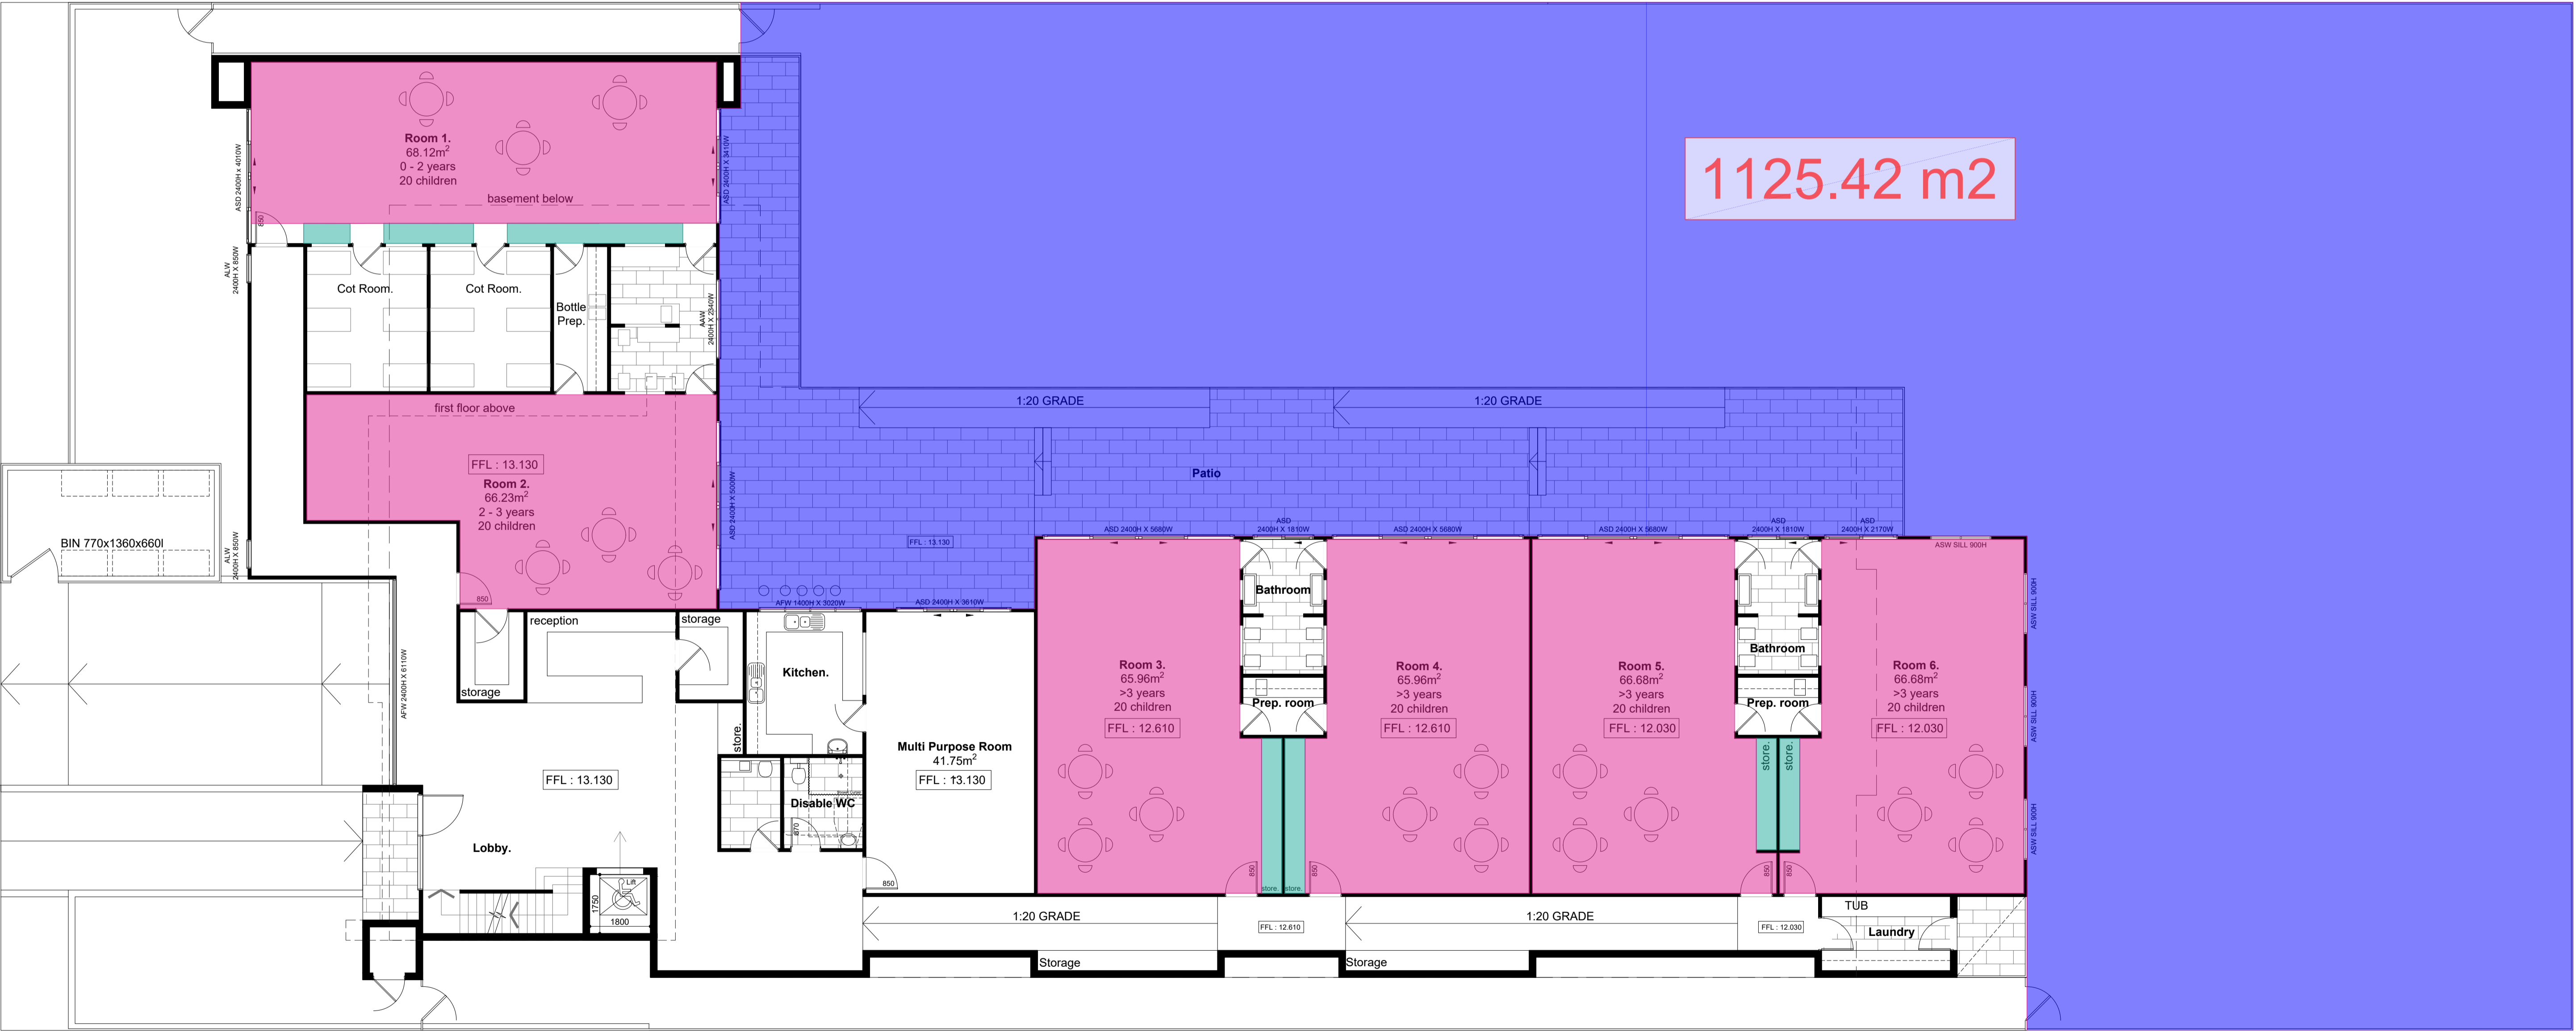 1125.42 m2
Room 1.
68.12m²
0 - 2 years
20 children
basement below
ASD 2400H x 4010W
ASD 2400H X 3410W
850
ALW
2400H X 850W
Cot Room.
Cot Room.
Bottle
Prep.
AAW
2400H X 2340W
first floor above
FFL : 13.130
Room 2.
66.23m²
2 - 3 years
20 children
ASD 2400H X 5000W
850
BIN 770x1360x660l
ALW
2400H X 850W
1:20 GRADE
1:20 GRADE
Patio
FFL : 13.130
AFW 1400H X 3020W
ASD 2400H X 3610W
ASD 2400H X 5680W
ASD
2400H X 1810W
ASD 2400H X 5680W
ASD 2400H X 5680W
ASD
2400H X 1810W
ASD
2400H X 2170W
ASW SILL 900H
ASW SILL 900H
ASW SILL 900H
ASW SILL 900H
reception
storage
storage
AFW 2400H X 6110W
Kitchen.
store.
Multi Purpose Room
41.75m²
FFL : 13.130
FFL : 13.130
Disable WC
870
850
Lobby.
Lift
1750
1800
Bathroom
Prep. room
Room 3.
65.96m²
>3 years
20 children
FFL : 12.610
Room 4.
65.96m²
>3 years
20 children
FFL : 12.610
store.
store.
850
850
Bathroom
Prep. room
Room 5.
66.68m²
>3 years
20 children
FFL : 12.030
Room 6.
66.68m²
>3 years
20 children
FFL : 12.030
store.
store.
850
850
1:20 GRADE
FFL : 12.610
1:20 GRADE
FFL : 12.030
TUB
Laundry
Storage
Storage